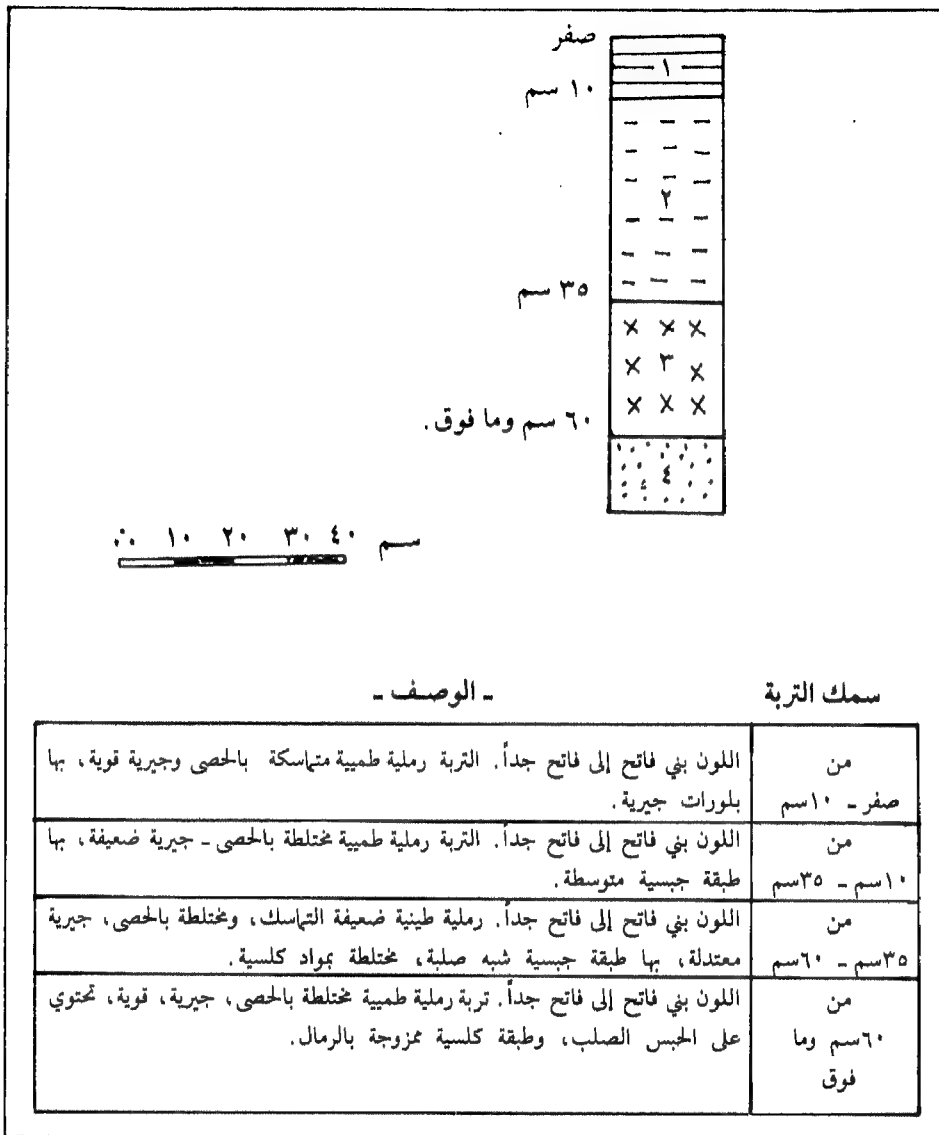 صفر
١
١٠ سم
٢
٣٥ سم
٣
٦٠ سم وما فوق.
٤
٠ ١٠ ٢٠ ٣٠ ٤٠ سم
سمك التربة - الوصف -
من
صفر - ١٠سم
اللون بني فاتح إلى فاتح جداً. التربة رملية طميية متماسكة بالحصى وجيرية قوية، بها
بلورات جيرية.
من
١٠سم - ٣٥سم
اللون بني فاتح إلى فاتح جداً. التربة رملية طميية مختلطة بالحصى - جيرية ضعيفة، بها
طبقة جبسية متوسطة.
من
٣٥سم - ٦٠سم
اللون بني فاتح إلى فاتح جداً. رملية طينية ضعيفة التماسك، ومختلطة بالحصى، جيرية
معتدلة، بها طبقة جبسية شبه صلبة، مختلطة بمواد كلسية.
من
٦٠سم وما
فوق
اللون بني فاتح إلى فاتح جداً. تربة رملية طميية مختلطة بالحصى، جيرية، قوية، تحتوي
على الحبس الصلب، وطبقة كلسية ممزوجة بالرمال.